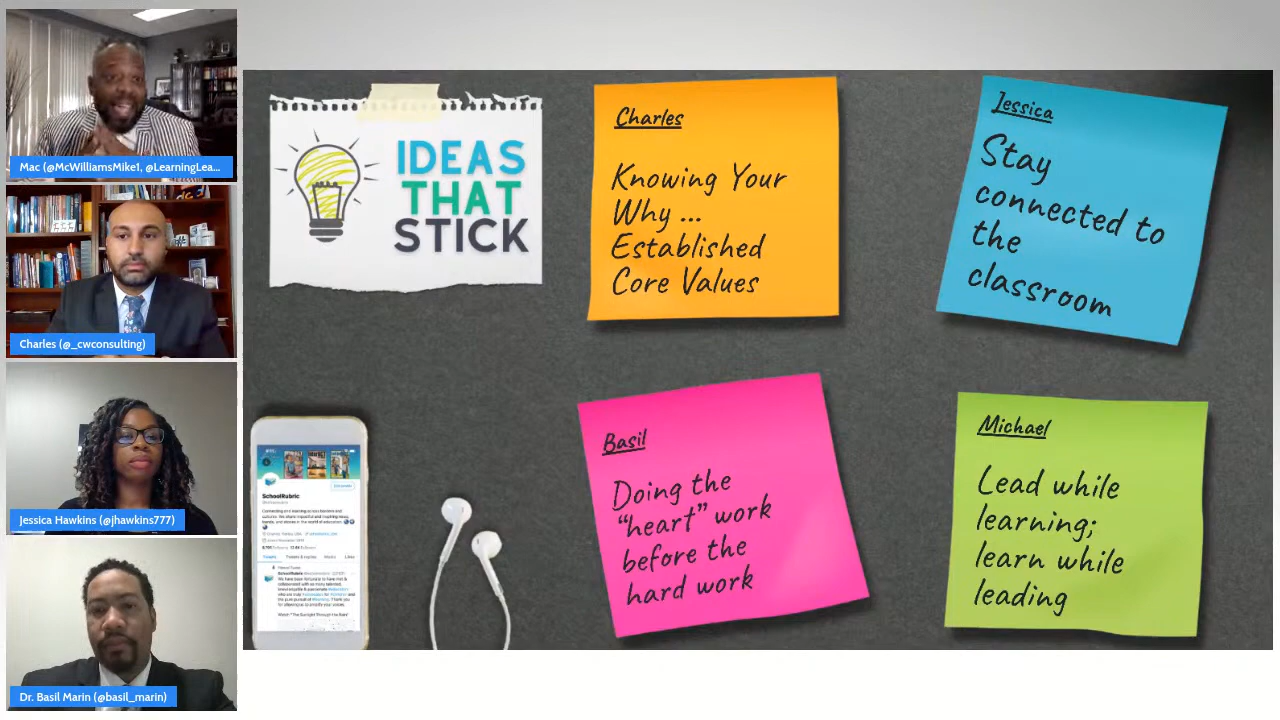 Mac (@McWilliamsMike1, @LearningLea...
Charles (@_cwconsulting)
Jessica Hawkins (@jhawkins777)
Dr. Basil Marin (@basil_marin)
IDEAS
THAT
STICK
Charles
Knowing Your
Why ...
Established
Core Values
Jessica
Stay
connected to
the
classroom
SchoolRubric
Basil
Doing the
"heart" work
before the
hard work
Michael
Lead while
learning;
learn while
leading